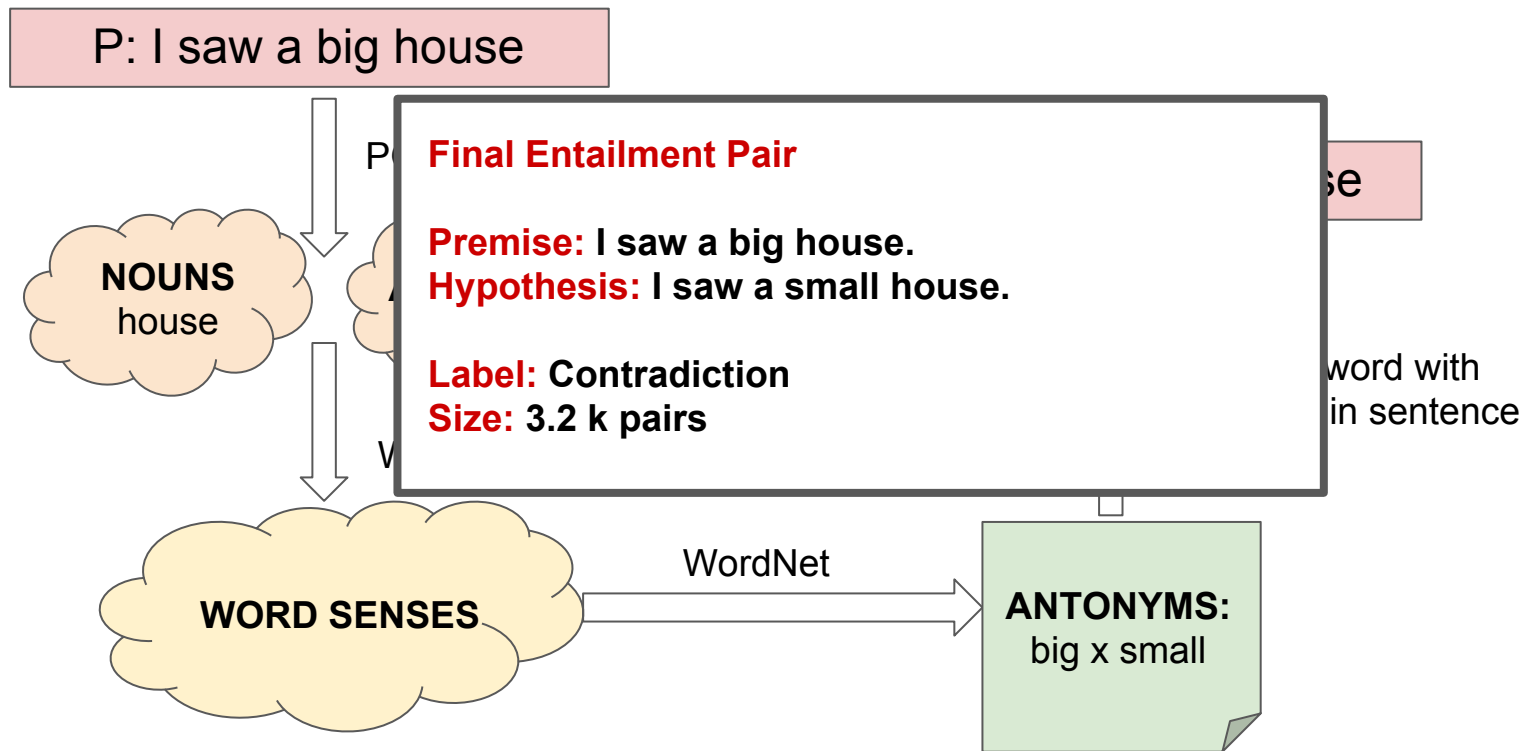 P: I saw a big house
Final Entailment Pair
Premise: I saw a big house.
Hypothesis: I saw a small house.
Label: Contradiction
Size: 3.2 k pairs
NOUNS
house
word with
in sentence
WORD SENSES
WordNet
ANTONYMS:
big x small